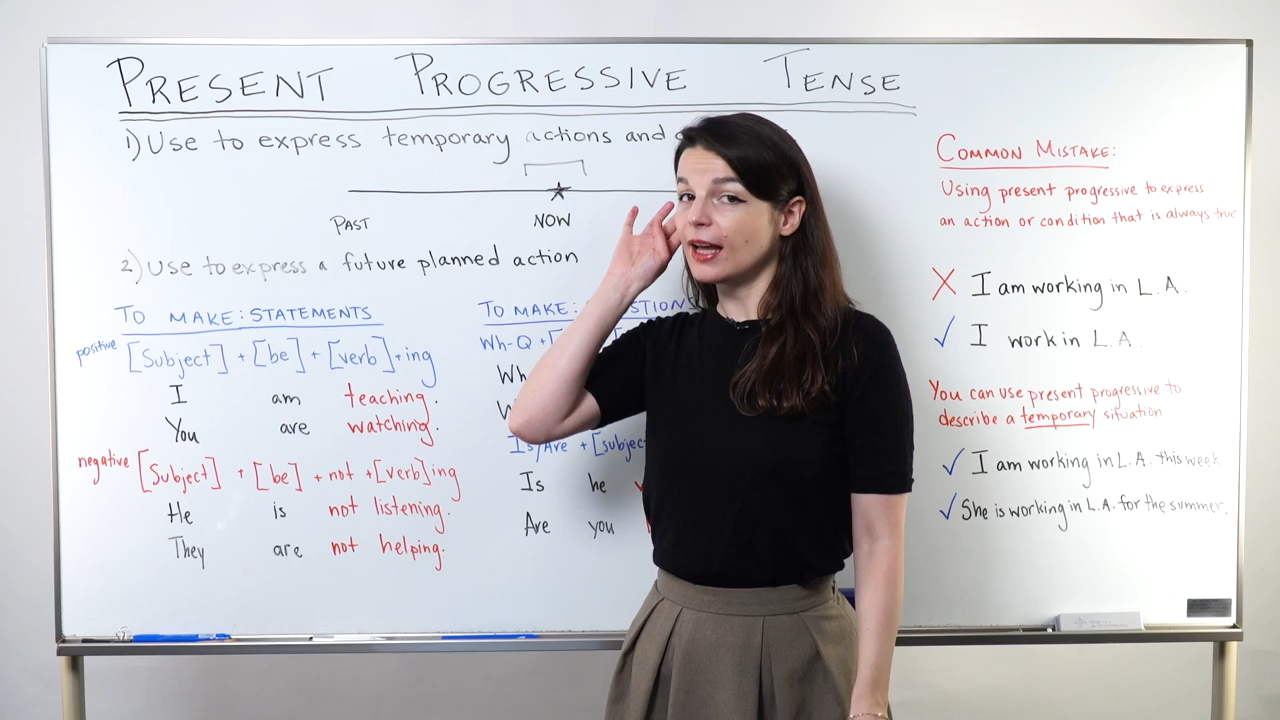 PRESENT PROGRESSIVE TENSE
1) Use to express temporary actions and
PAST
NOW
2) Use to express a future planned action
TO MAKE: STATEMENTS
positive [Subject] + [be] + [verb] + ing
I am teaching.
You are watching.
negative [Subject] + [be] + not + [verb]ing
He is not listening.
They are not helping.
TO MAKE:
Wh-Q +
Is/Are + [subject
Is he
Are you
COMMON MISTAKE:
Using present progressive to express
an action or condition that is always true
X I am working in L.A.
✓ I work in L.A.
You can use present progressive to
describe a temporary situation
✓ I am working in L.A. this week
✓ She is working in L.A. for the summer.